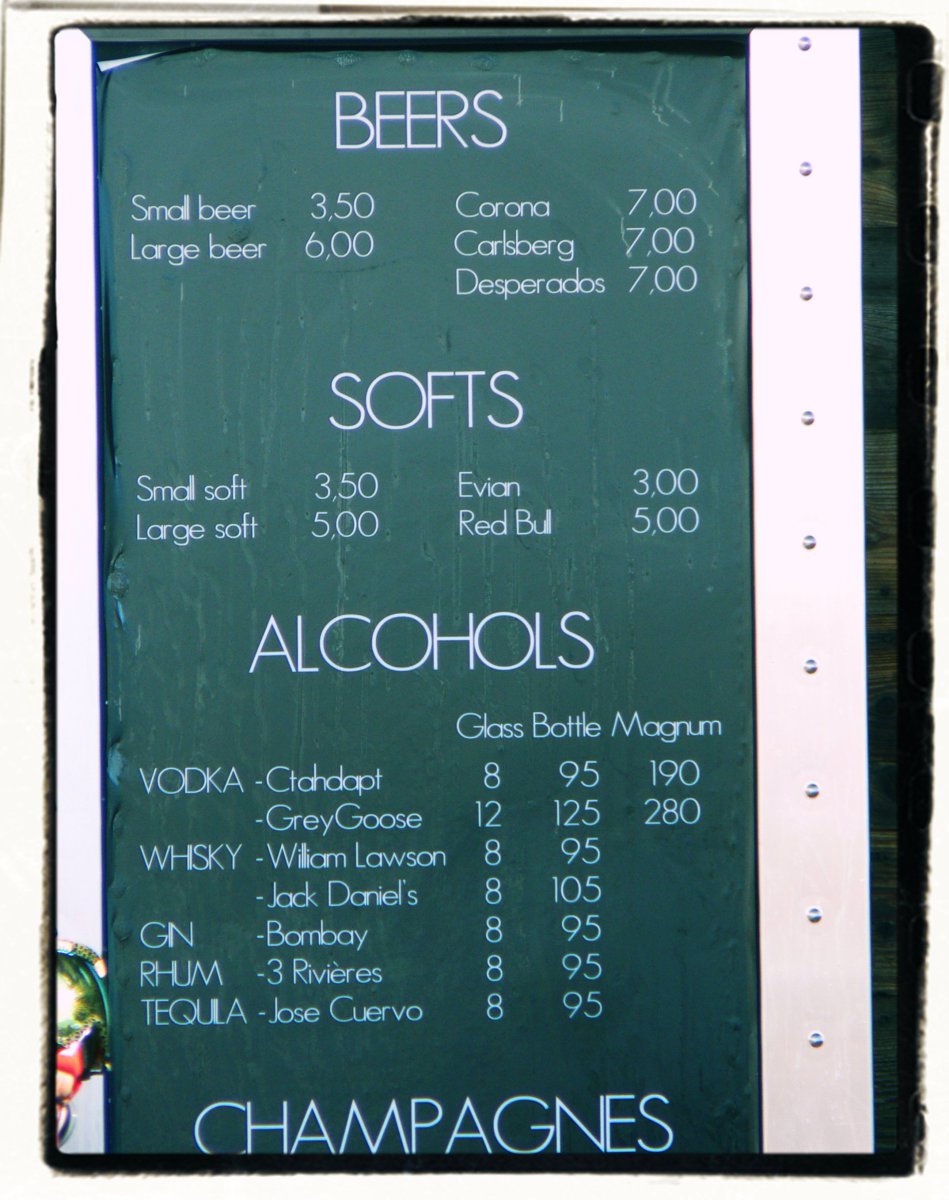 BEERS
Small beer 3,50 Corona 7,00
Large beer 6,00 Carlsberg 7,00
Desperados 7,00
SOFTS
Small soft 3,50 Evian 3,00
Large soft 5,00 Red Bull 5,00
ALCOHOLS
Glass Bottle Magnum
VODKA -Ctahdapt 8 95 190
-GreyGoose 12 125 280
WHISKY -William Lawson 8 95
-Jack Daniel's 8 105
GIN -Bombay 8 95
RHUM -3 Rivières 8 95
TEQUILA -Jose Cuervo 8 95
CHAMPAGNES